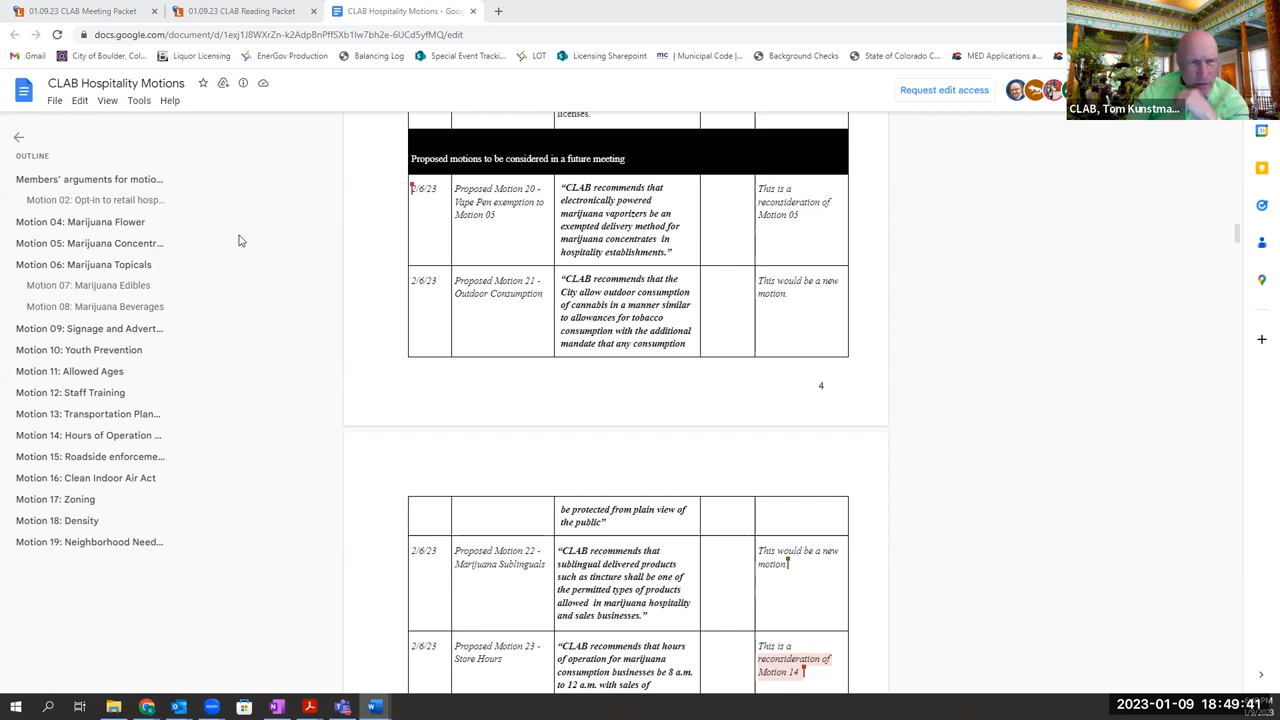 01.09.23 CLAB Meeting Packet
01.09.23 CLAB Reading Packet
CLAB Hospitality Motions - Goog
docs.google.com/document/d/1exj1J8WXrZn-k2AdpBnPffSXb1Iw7bh2e-6UCd5yfMQ/edit
Gmail
City of Boulder, Col...
Liquor Licensing
EnerGov Production
Balancing Log
Special Event Tracki...
LOT
Licensing Sharepoint
| Municipal Code |...
Background Checks
State of Colorado C...
MED Applications a
CLAB, Tom Kunstma...
CLAB Hospitality Motions
File Edit View Tools Help
Request edit access
OUTLINE
Members' arguments for motio...
Motion 02: Opt-in to retail hosp...
Motion 04: Marijuana Flower
Motion 05: Marijuana Concentr...
Motion 06: Marijuana Topicals
Motion 07: Marijuana Edibles
Motion 08: Marijuana Beverages
Motion 09: Signage and Advert...
Motion 10: Youth Prevention
Motion 11: Allowed Ages
Motion 12: Staff Training
Motion 13: Transportation Plan...
Motion 14: Hours of Operation ...
Motion 15: Roadside enforceme...
Motion 16: Clean Indoor Air Act
Motion 17: Zoning
Motion 18: Density
Motion 19: Neighborhood Need...
licenses.
Proposed motions to be considered in a future meeting
2/6/23
Proposed Motion 20 -
Vape Pen exemption to
Motion 05
“CLAB recommends that
electronically powered
marijuana vaporizers be an
exempted delivery method for
marijuana concentrates in
hospitality establishments.”
This is a
reconsideration of
Motion 05
2/6/23
Proposed Motion 21 -
Outdoor Consumption
“CLAB recommends that the
City allow outdoor consumption
of cannabis in a manner similar
to allowances for tobacco
consumption with the additional
mandate that any consumption
This would be a new
motion.
4
be protected from plain view of
the public”
2/6/23
Proposed Motion 22 -
Marijuana Sublinguals
“CLAB recommends that
sublingual delivered products
such as tincture shall be one of
the permitted types of products
allowed in marijuana hospitality
and sales businesses.”
This would be a new
motion.
2/6/23
Proposed Motion 23 -
Store Hours
“CLAB recommends that hours
of operation for marijuana
consumption businesses be 8 a.m.
to 12 a.m. with sales of
This is a
reconsideration of
Motion 14
2023-01-09 18:49:41